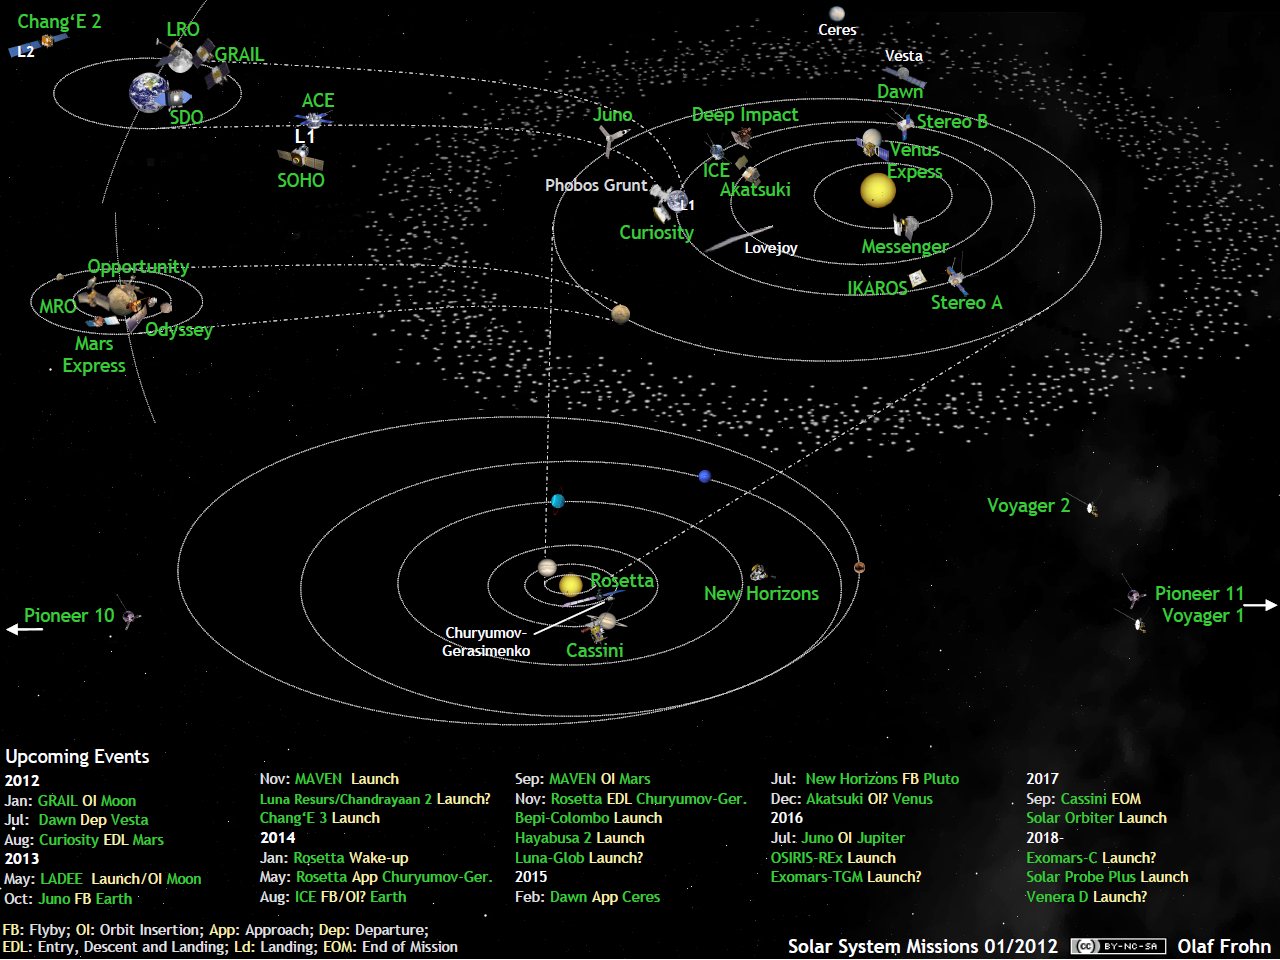 Chang‘E 2
L2
LRO
GRAIL
SDO
ACE
L1
SOHO
Ceres
Vesta
Dawn
Juno
Deep Impact
Stereo B
ICE
Venus
Expess
Akatsuki
Phobos Grunt
L1
Curiosity
Lovejoy
Messenger
IKAROS
Stereo A
Opportunity
MRO
Odyssey
Mars
Express
Voyager 2
Rosetta
New Horizons
Pioneer 10
Pioneer 11
Voyager 1
Churyumov-
Gerasimenko
Cassini
Upcoming Events
2012
Jan: GRAIL OI Moon
Jul: Dawn Dep Vesta
Aug: Curiosity EDL Mars
2013
May: LADEE Launch/OI Moon
Oct: Juno FB Earth
Nov: MAVEN Launch
Luna Resurs/Chandrayaan 2 Launch?
Chang‘E 3 Launch
2014
Jan: Rosetta Wake-up
May: Rosetta App Churyumov-Ger.
Aug: ICE FB/OI? Earth
Sep: MAVEN OI Mars
Nov: Rosetta EDL Churyumov-Ger.
Bepi-Colombo Launch
Hayabusa 2 Launch
Luna-Glob Launch?
2015
Feb: Dawn App Ceres
Jul: New Horizons FB Pluto
Dec: Akatsuki OI? Venus
2016
Jul: Juno OI Jupiter
OSIRIS-REx Launch
Exomars-TGM Launch?
2017
Sep: Cassini EOM
Solar Orbiter Launch
2018-
Exomars-C Launch?
Solar Probe Plus Launch
Venera D Launch?
FB: Flyby; OI: Orbit Insertion; App: Approach; Dep: Departure;
EDL: Entry, Descent and Landing; Ld: Landing; EOM: End of Mission
Solar System Missions 01/2012 cc BY-NC-SA Olaf Frohn